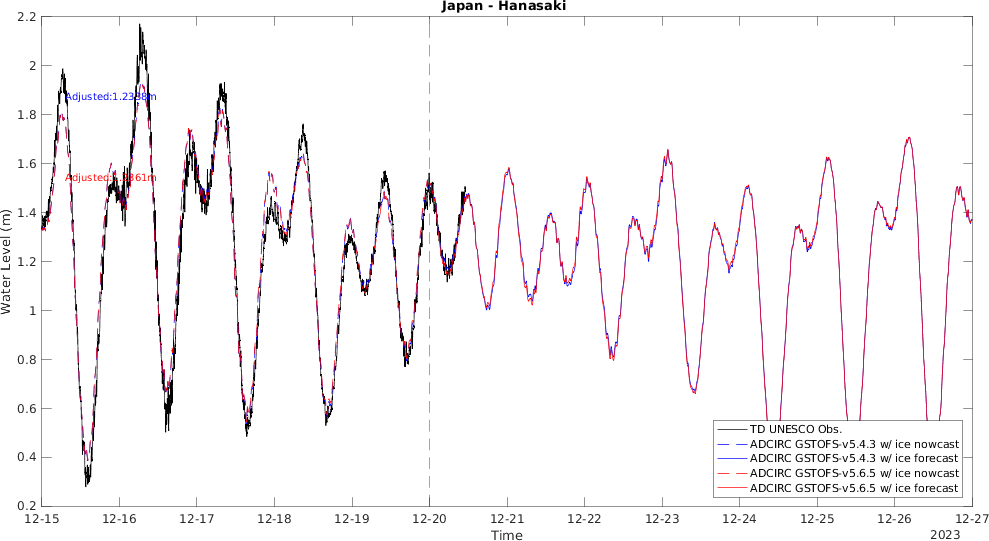 Japan - Hanasaki
2.2
2
1.8
1.6
1.4
1.2
1
0.8
0.6
0.4
0.2
Water Level (m)
Adjusted:
Adjusted:
TD UNESCO Obs.
ADCIRC GSTOFS-v5.4.3 w/ ice nowcast
ADCIRC GSTOFS-v5.4.3 w/ ice forecast
ADCIRC GSTOFS-v5.6.5 w/ ice nowcast
ADCIRC GSTOFS-v5.6.5 w/ ice forecast
12-15 12-16 12-17 12-18 12-19 12-20 12-21 12-22 12-23 12-24 12-25 12-26 12-27
Time
2023